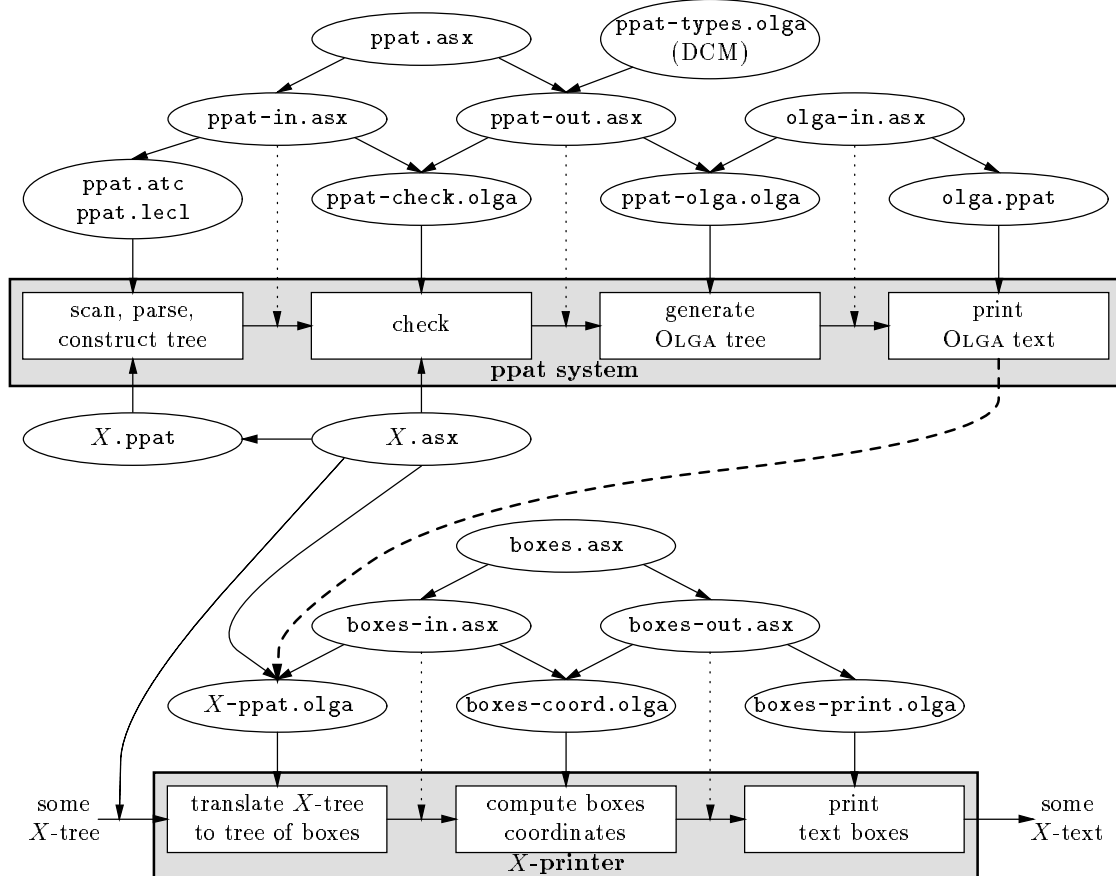 ppat.asx
ppat-types.olga
(DCM)
ppat-in.asx
ppat-out.asx
olga-in.asx
ppat.atc
ppat.lecl
ppat-check.olga
ppat-olga.olga
olga.ppat
scan, parse,
construct tree
check
generate
OLGA tree
print
OLGA text
ppat system
X.ppat
X.asx
boxes.asx
boxes-in.asx
boxes-out.asx
X-ppat.olga
boxes-coord.olga
boxes-print.olga
some
X-tree
translate X-tree
to tree of boxes
compute boxes
coordinates
print
text boxes
some
X-text
X-printer